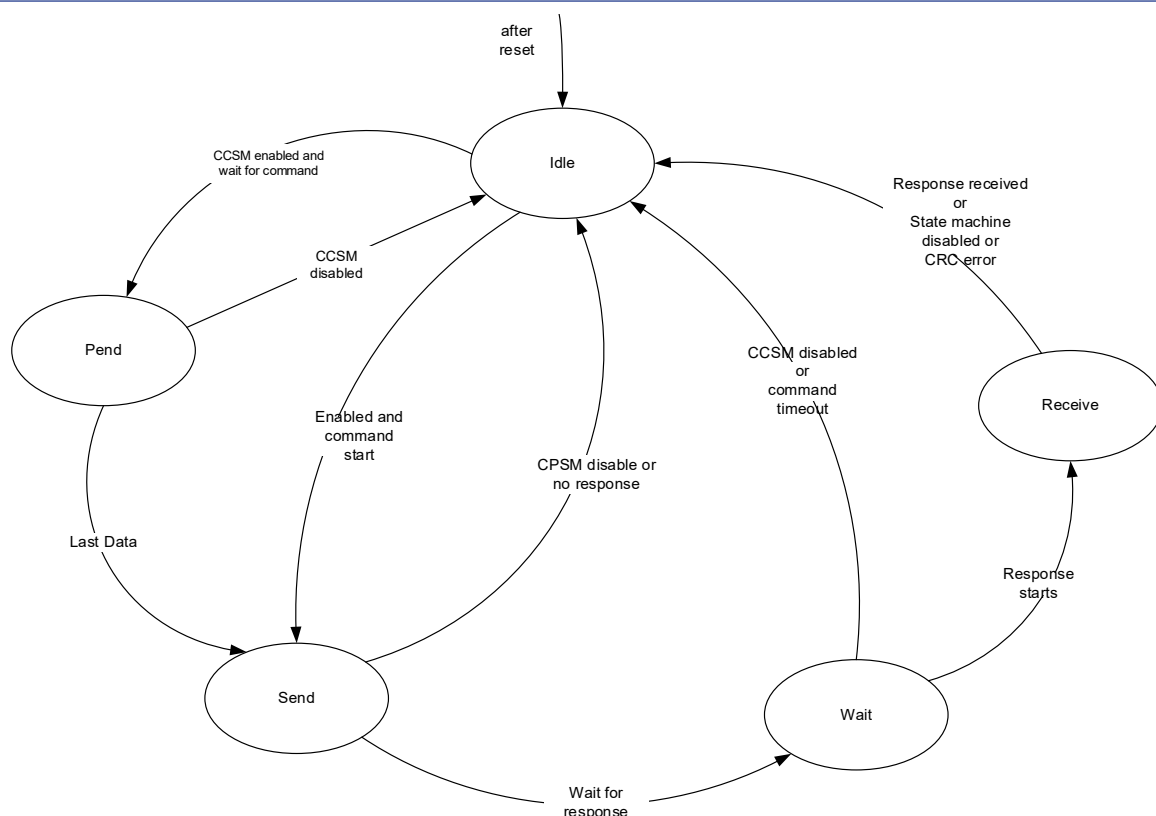 after
reset
Idle
CCSM enabled and
wait for command
Response received
or
State machine
disabled or
CRC error
CCSM
disabled
Pend
CCSM disabled
or
command
timeout
Receive
Enabled and
command
start
CPSM disable or
no response
Last Data
Response
starts
Send
Wait
Wait for
response